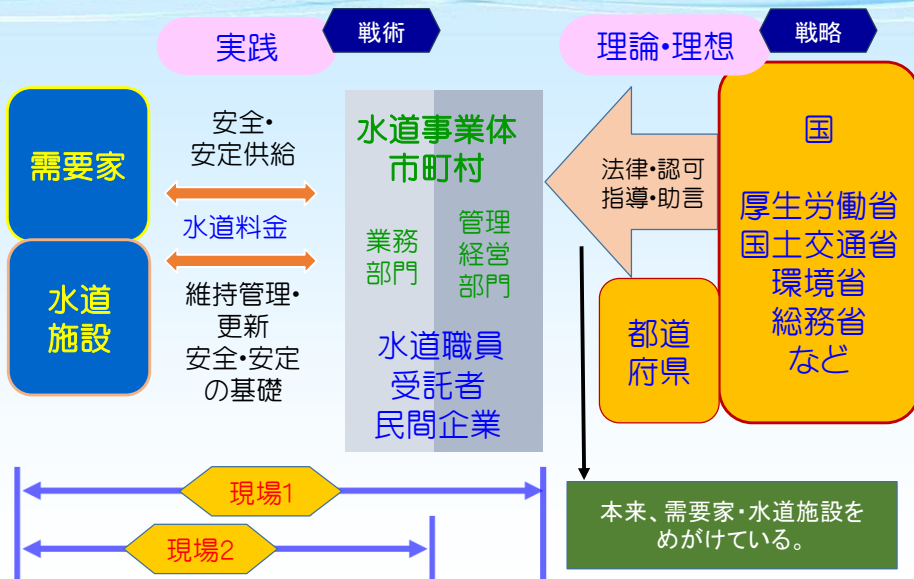 実践
戦術
理論・理想
戦略
需要家
水道
施設
安全・
安定供給
水道料金
維持管理・
更新
安全・安定
の基礎
水道事業体
市町村
業務
部門
管理
経営
部門
水道職員
受託者
民間企業
法律・認可
指導・助言
都道
府県
国
厚生労働省
国土交通省
環境省
総務省
など
現場1
現場2
本来、需要家・水道施設を
めがけている。